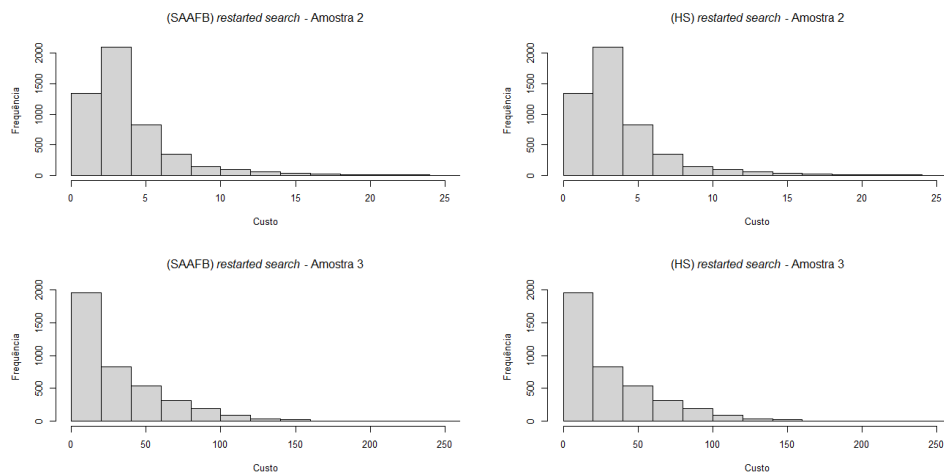 (SAAFB) restarted search - Amostra 2
Frequência
0 500 1000 1500 2000
0 5 10 15 20 25
Custo
(HS) restarted search - Amostra 2
Frequência
0 500 1000 1500 2000
0 5 10 15 20 25
Custo
(SAAFB) restarted search - Amostra 3
Frequência
0 500 1000 1500 2000
0 50 100 150 200 250
Custo
(HS) restarted search - Amostra 3
Frequência
0 500 1000 1500 2000
0 50 100 150 200 250
Custo